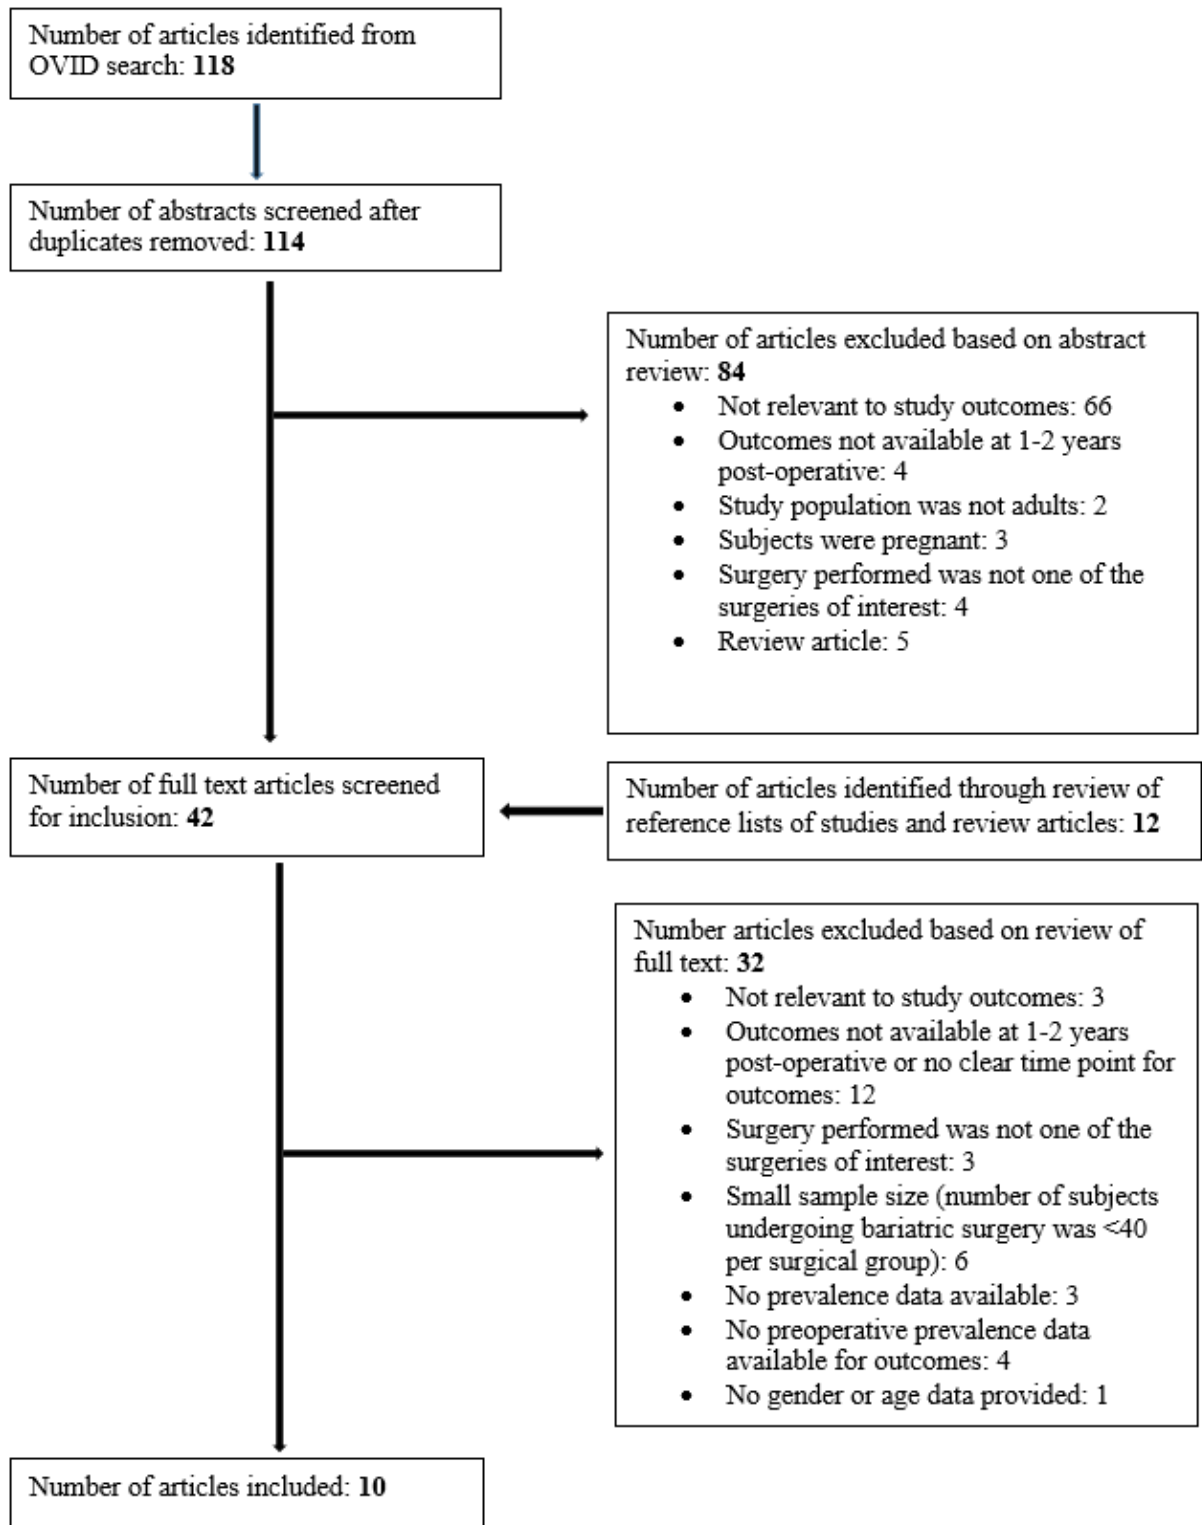 Number of articles identified from
OVID search: 118
Number of abstracts screened after
duplicates removed: 114
Number of articles excluded based on abstract
review: 84
• Not relevant to study outcomes: 66
• Outcomes not available at 1-2 years
post-operative: 4
• Study population was not adults: 2
• Subjects were pregnant: 3
• Surgery performed was not one of the
surgeries of interest: 4
• Review article: 5
Number of full text articles screened
for inclusion: 42
Number of articles identified through review of
reference lists of studies and review articles: 12
Number articles excluded based on review of
full text: 32
• Not relevant to study outcomes: 3
• Outcomes not available at 1-2 years
post-operative or no clear time point for
outcomes: 12
• Surgery performed was not one of the
surgeries of interest: 3
• Small sample size (number of subjects
undergoing bariatric surgery was <40
per surgical group): 6
• No prevalence data available: 3
• No preoperative prevalence data
available for outcomes: 4
• No gender or age data provided: 1
Number of articles included: 10